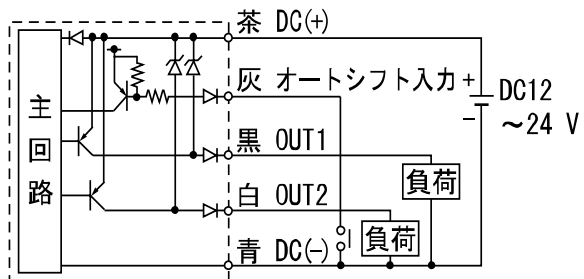 茶 DC(+)
灰 オートシフト入力
+
DC12
～24 V
−
主
回
路
黒 OUT1
負荷
白 OUT2
負荷
青 DC(−)